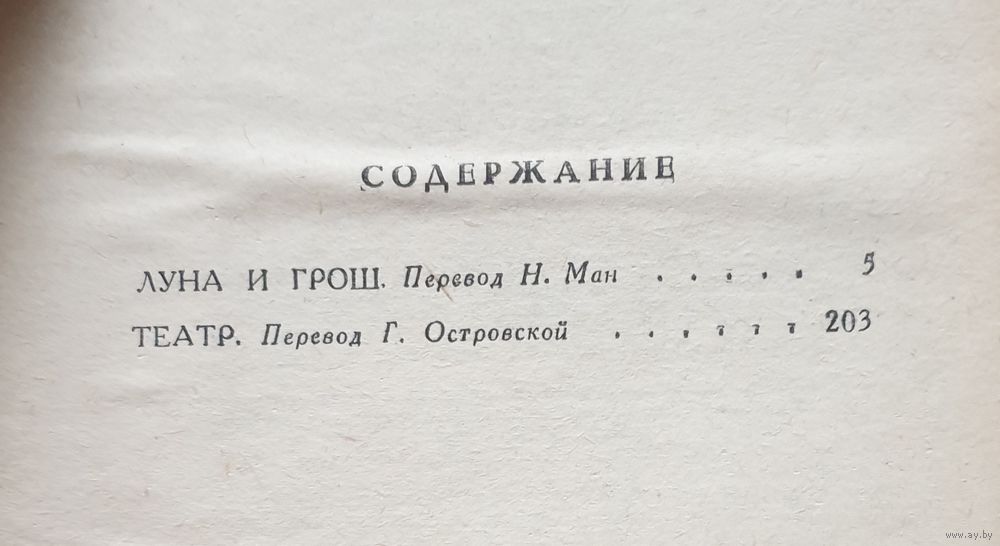 СОДЕРЖАНИЕ
ЛУНА И ГРОШ. Перевод Н. Ман . . . . . 5
ТЕАТР. Перевод Г. Островской . . . . . . 203
www.ay.by